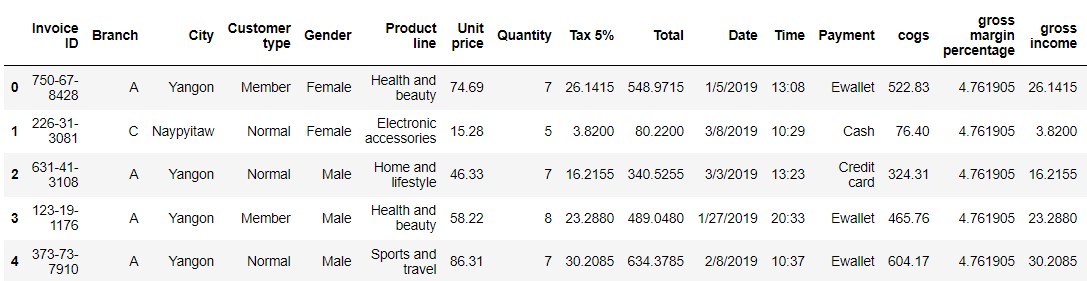 Invoice ID Branch City Customer type Gender Product line Unit price Quantity Tax 5% Total Date Time Payment cogs gross margin percentage gross income
0 750-67-8428 A Yangon Member Female Health and beauty 74.69 7 26.1415 548.9715 1/5/2019 13:08 Ewallet 522.83 4.761905 26.1415
1 226-31-3081 C Naypyitaw Normal Female Electronic accessories 15.28 5 3.8200 80.2200 3/8/2019 10:29 Cash 76.40 4.761905 3.8200
2 631-41-3108 A Yangon Normal Male Home and lifestyle 46.33 7 16.2155 340.5255 3/3/2019 13:23 Credit card 324.31 4.761905 16.2155
3 123-19-1176 A Yangon Member Male Health and beauty 58.22 8 23.2880 489.0480 1/27/2019 20:33 Ewallet 465.76 4.761905 23.2880
4 373-73-7910 A Yangon Normal Male Sports and travel 86.31 7 30.2085 634.3785 2/8/2019 10:37 Ewallet 604.17 4.761905 30.2085